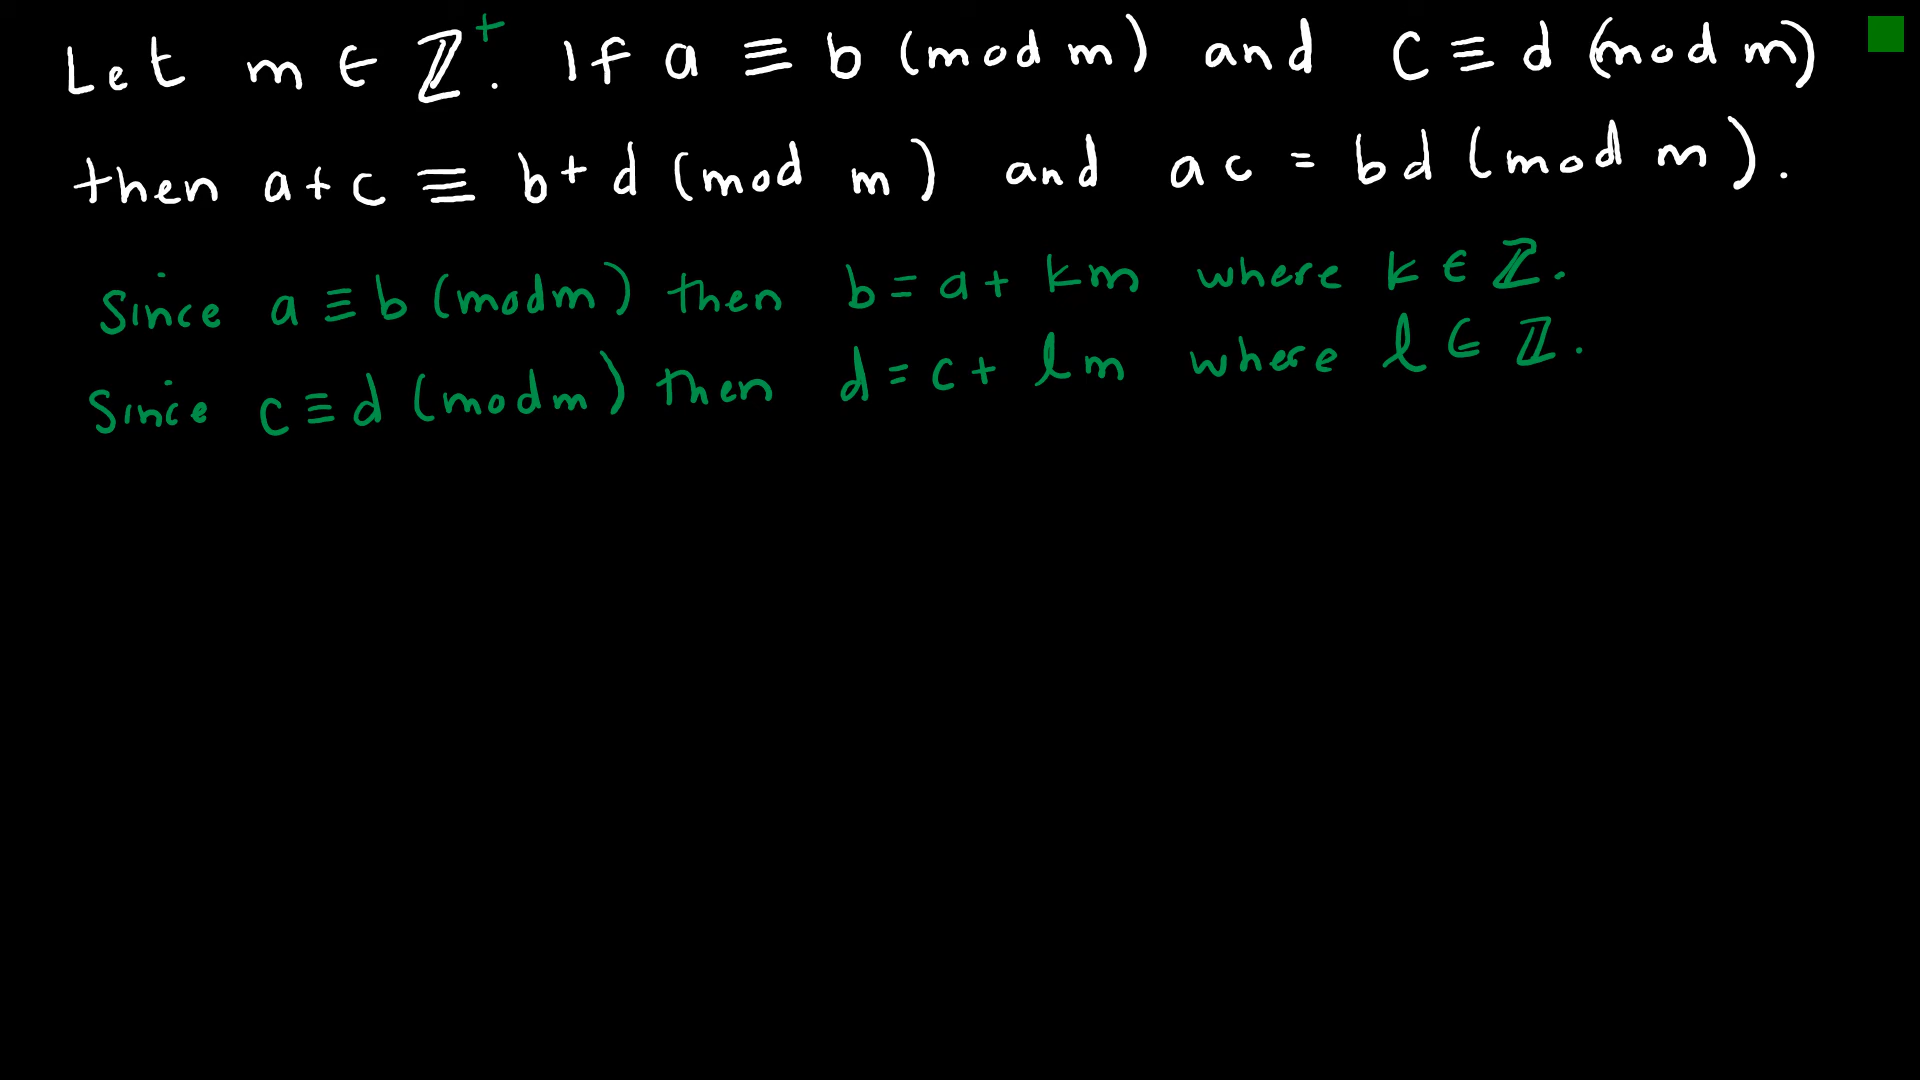 Let m ∈ ℤ⁺. If a ≡ b (mod m) and c ≡ d (mod m)
then a+c ≡ b+d (mod m) and ac = bd (mod m).
Since a ≡ b (mod m) then b = a + km where k ∈ ℤ.
Since c ≡ d (mod m) then d = c + lm where l ∈ ℤ.